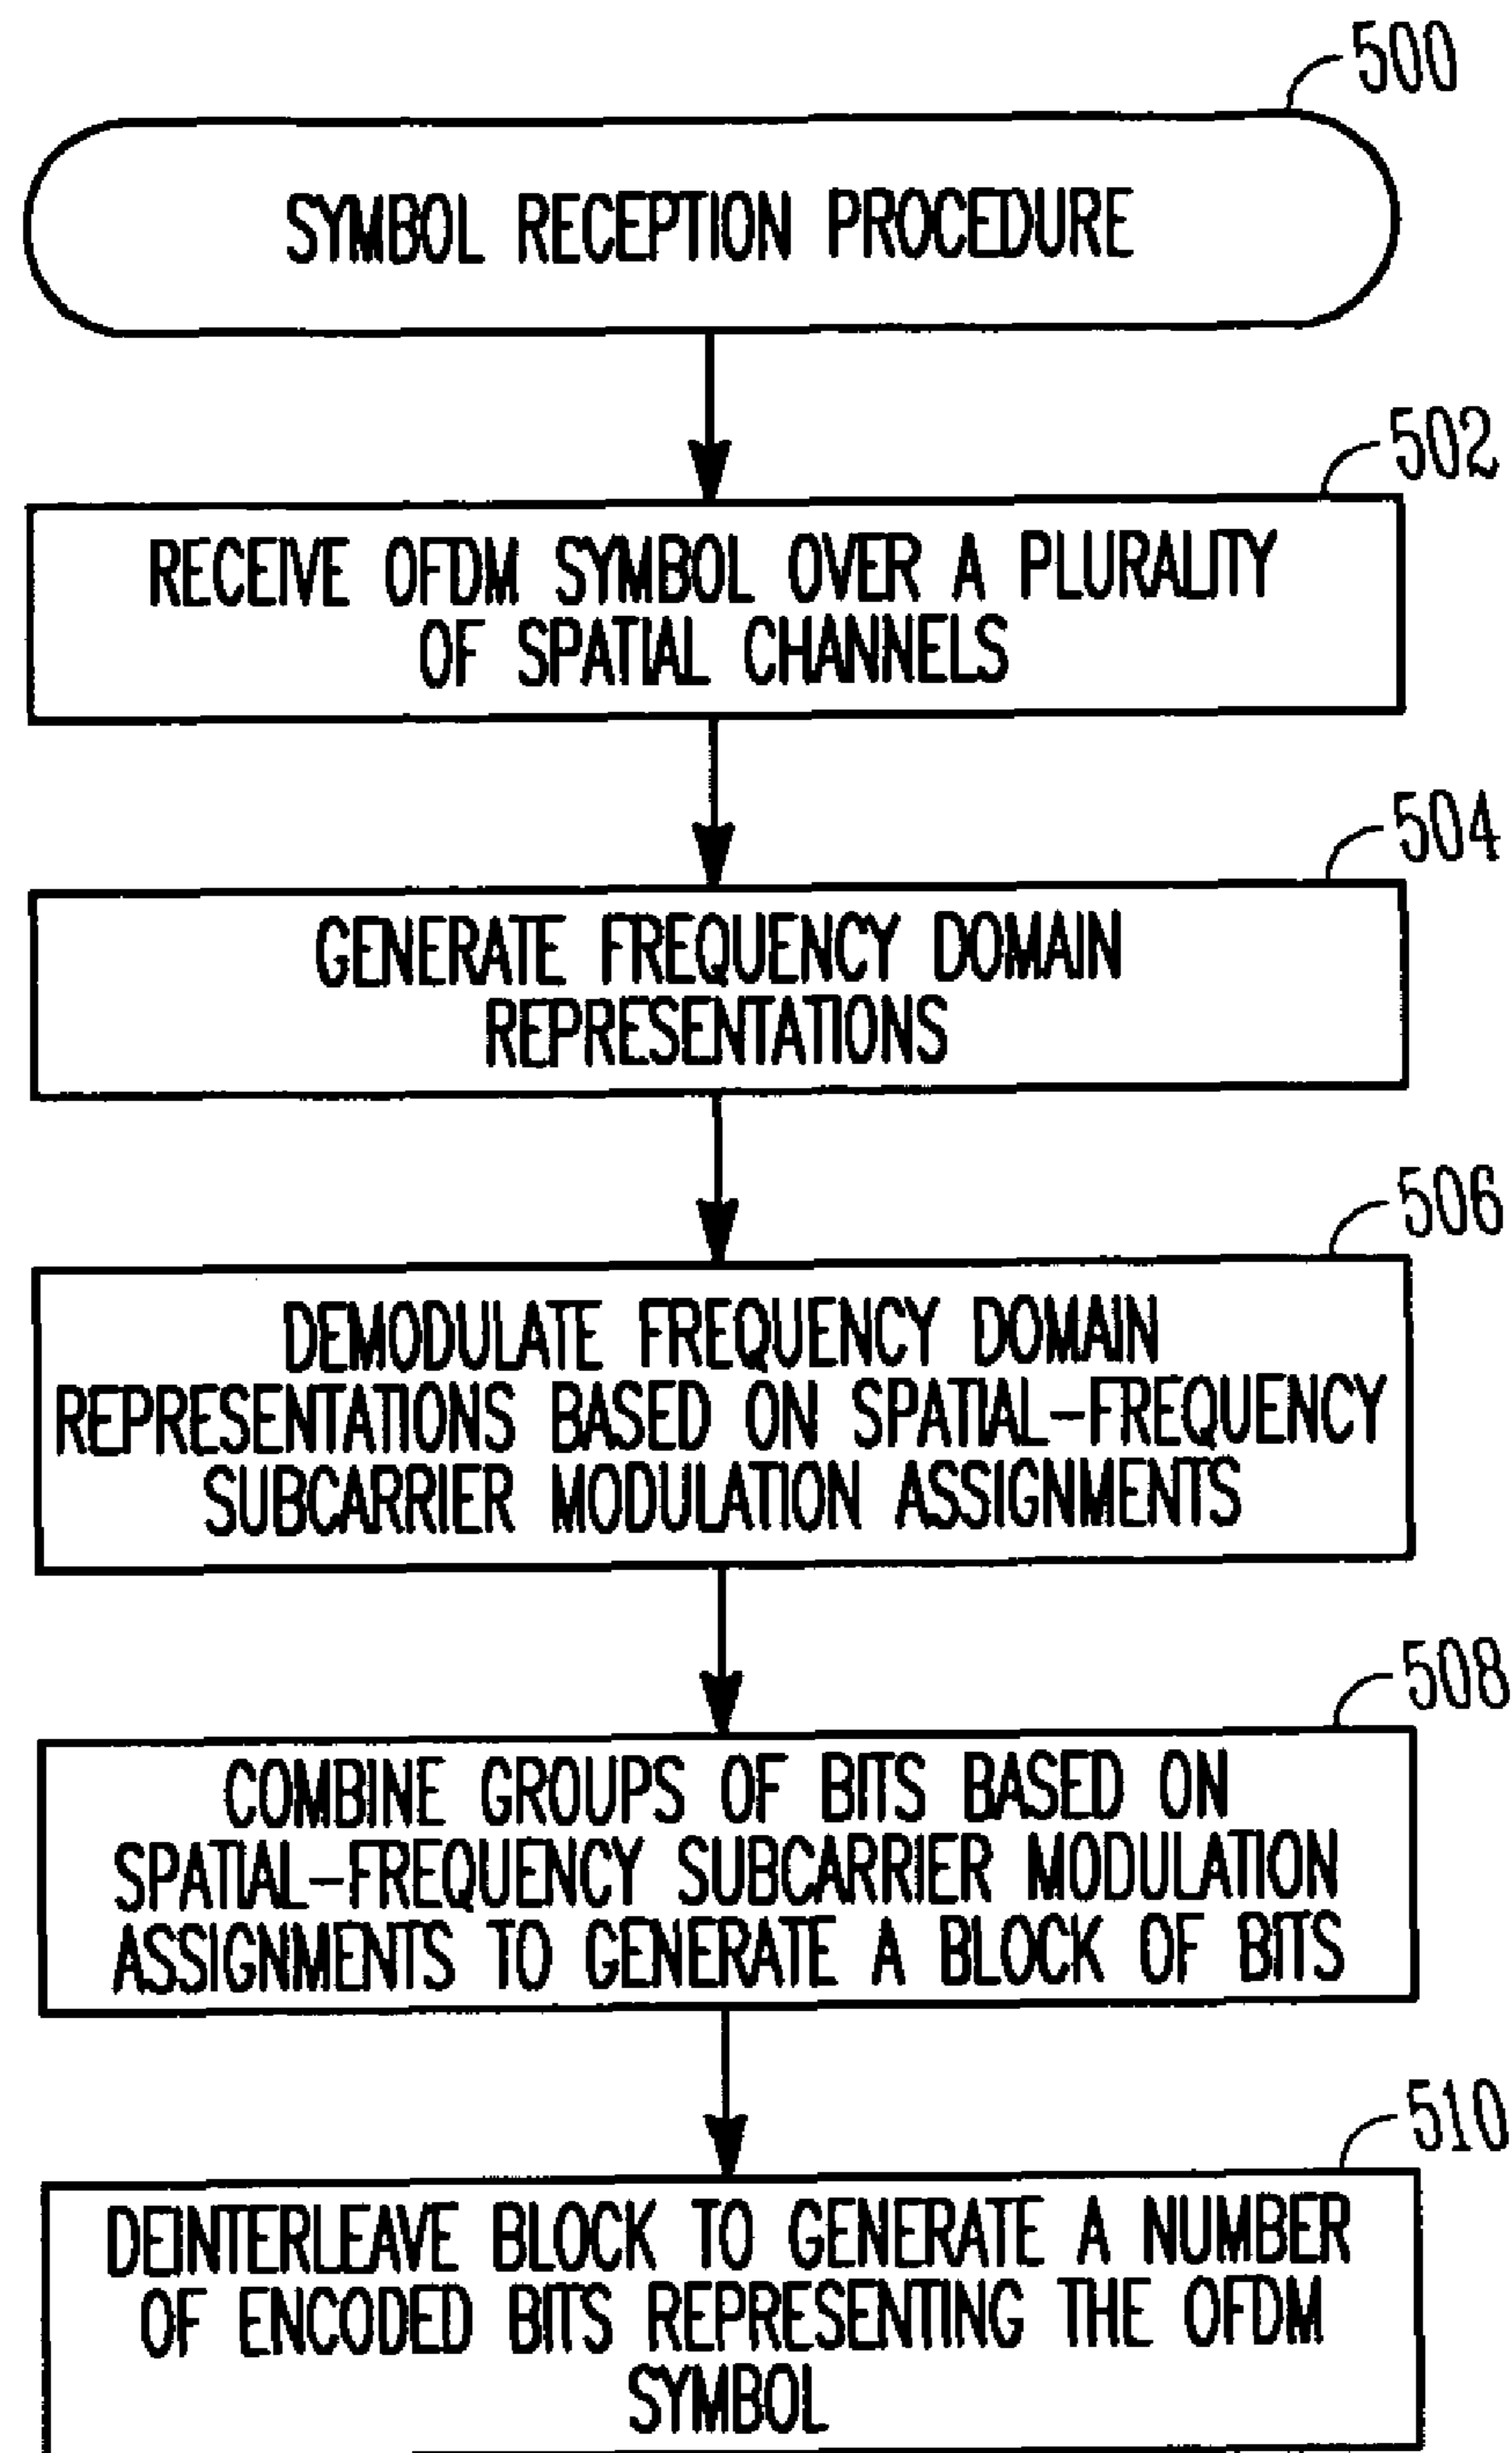 500
SYMBOL RECEPTION PROCEDURE
502
RECEIVE OFDM SYMBOL OVER A PLURALITY
OF SPATIAL CHANNELS
504
GENERATE FREQUENCY DOMAIN
REPRESENTATIONS
506
DEMODULATE FREQUENCY DOMAIN
REPRESENTATIONS BASED ON SPATIAL-FREQUENCY
SUBCARRIER MODULATION ASSIGNMENTS
508
COMBINE GROUPS OF BITS BASED ON
SPATIAL-FREQUENCY SUBCARRIER MODULATION
ASSIGNMENTS TO GENERATE A BLOCK OF BITS
510
DEINTERLEAVE BLOCK TO GENERATE A NUMBER
OF ENCODED BITS REPRESENTING THE OFDM
SYMBOL